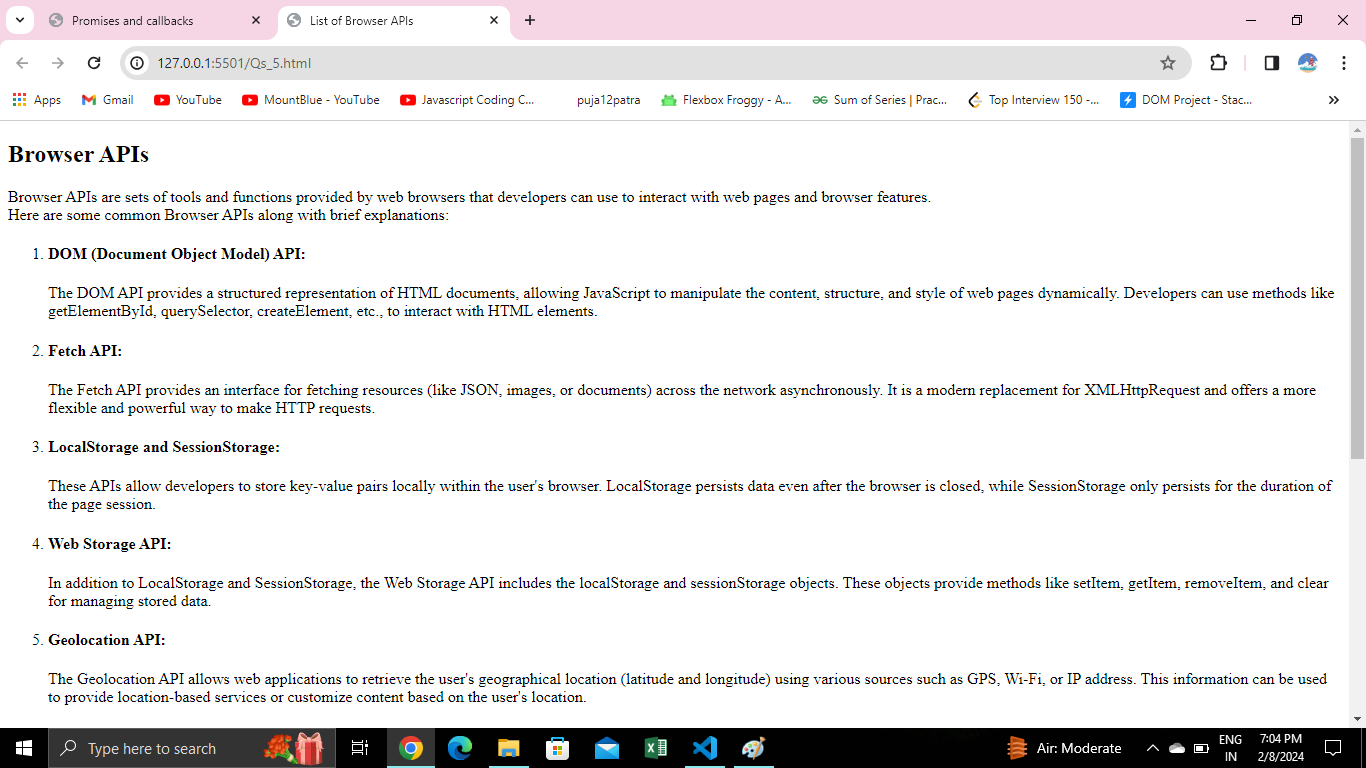 Promises and callbacks
List of Browser APIs
127.0.0.1:5501/Qs_5.html
Apps
Gmail
YouTube
MountBlue - YouTube
Javascript Coding C...
puja12patra
Flexbox Froggy - A...
Sum of Series | Prac...
Top Interview 150 -...
DOM Project - Stac...
Browser APIs
Browser APIs are sets of tools and functions provided by web browsers that developers can use to interact with web pages and browser features.
Here are some common Browser APIs along with brief explanations:
1. DOM (Document Object Model) API:
The DOM API provides a structured representation of HTML documents, allowing JavaScript to manipulate the content, structure, and style of web pages dynamically. Developers can use methods like
getElementById, querySelector, createElement, etc., to interact with HTML elements.
2. Fetch API:
The Fetch API provides an interface for fetching resources (like JSON, images, or documents) across the network asynchronously. It is a modern replacement for XMLHttpRequest and offers a more
flexible and powerful way to make HTTP requests.
3. LocalStorage and SessionStorage:
These APIs allow developers to store key-value pairs locally within the user's browser. LocalStorage persists data even after the browser is closed, while SessionStorage only persists for the duration of
the page session.
4. Web Storage API:
In addition to LocalStorage and SessionStorage, the Web Storage API includes the localStorage and sessionStorage objects. These objects provide methods like setItem, getItem, removeItem, and clear
for managing stored data.
5. Geolocation API:
The Geolocation API allows web applications to retrieve the user's geographical location (latitude and longitude) using various sources such as GPS, Wi-Fi, or IP address. This information can be used
to provide location-based services or customize content based on the user's location.
Type here to search
Air: Moderate
ENG
IN
7:04 PM
2/8/2024